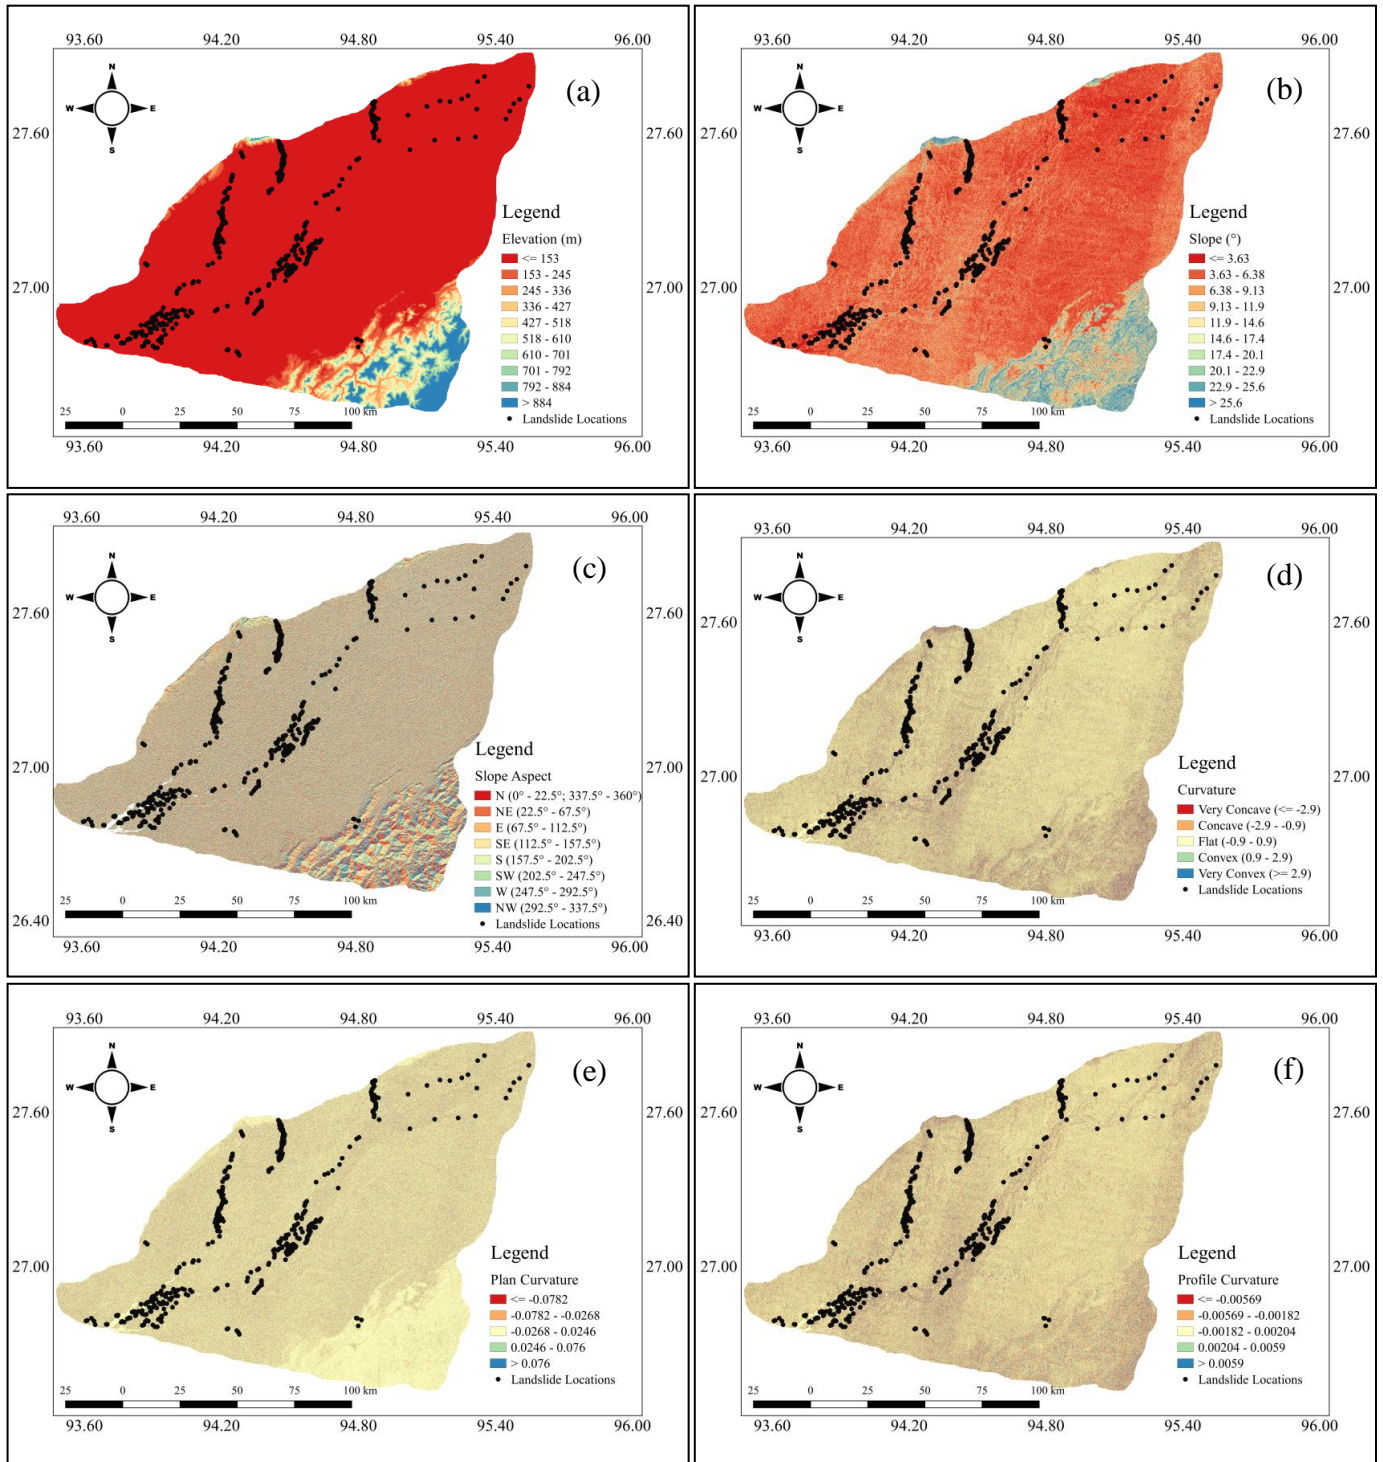 93.60 94.20 94.80 95.40 96.00
N
W E
S
(a)
27.60 27.60
27.00 27.00
Legend
Elevation (m)
<= 153
153 - 245
245 - 336
336 - 427
427 - 518
518 - 610
610 - 701
701 - 792
792 - 884
> 884
Landslide Locations
25 0 25 50 75 100 km
93.60 94.20 94.80 95.40 96.00
93.60 94.20 94.80 95.40 96.00
N
W E
S
(b)
27.60
27.00
Legend
Slope (°)
<= 3.63
3.63 - 6.38
6.38 - 9.13
9.13 - 11.9
11.9 - 14.6
14.6 - 17.4
17.4 - 20.1
20.1 - 22.9
22.9 - 25.6
> 25.6
Landslide Locations
25 0 25 50 75 100 km
93.60 94.20 94.80 95.40 96.00
93.60 94.20 94.80 95.40 96.00
N
W E
S
(c)
27.60 27.60
27.00 27.00
Legend
Slope Aspect
N (0° - 22.5°; 337.5° - 360°)
NE (22.5° - 67.5°)
E (67.5° - 112.5°)
SE (112.5° - 157.5°)
S (157.5° - 202.5°)
SW (202.5° - 247.5°)
W (247.5° - 292.5°)
NW (292.5° - 337.5°)
Landslide Locations
25 0 25 50 75 100 km
26.40 26.40
93.60 94.20 94.80 95.40 96.00
93.60 94.20 94.80 95.40 96.00
N
W E
S
(d)
27.60
27.00
Legend
Curvature
Very Concave (<= -2.9)
Concave (-2.9 - -0.9)
Flat (-0.9 - 0.9)
Convex (0.9 - 2.9)
Very Convex (>= 2.9)
Landslide Locations
25 0 25 50 75 100 km
93.60 94.20 94.80 95.40 96.00
93.60 94.20 94.80 95.40 96.00
N
W E
S
(e)
27.60 27.60
27.00 27.00
Legend
Plan Curvature
<= -0.0782
-0.0782 - -0.0268
-0.0268 - 0.0246
0.0246 - 0.076
> 0.076
Landslide Locations
25 0 25 50 75 100 km
93.60 94.20 94.80 95.40 96.00
93.60 94.20 94.80 95.40 96.00
N
W E
S
(f)
27.60
27.00
Legend
Profile Curvature
<= -0.00569
-0.00569 - -0.00182
-0.00182 - 0.00204
0.00204 - 0.0059
> 0.0059
Landslide Locations
25 0 25 50 75 100 km
93.60 94.20 94.80 95.40 96.00